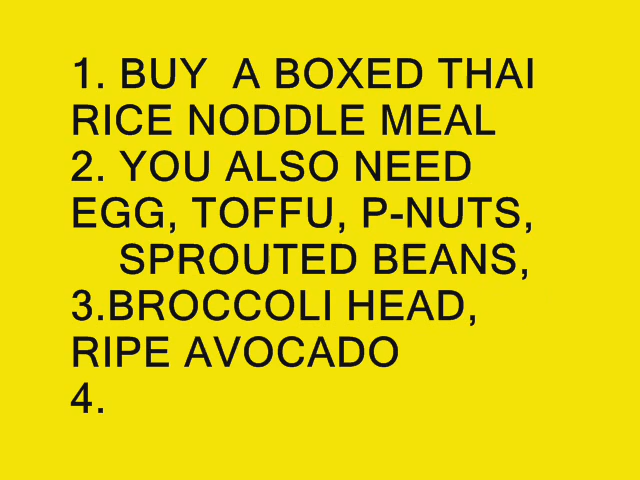 1. BUY  A BOXED THAI
RICE NODDLE MEAL
2. YOU ALSO NEED
EGG, TOFFU, P-NUTS,
SPROUTED BEANS,
3.BROCCOLI HEAD,
RIPE AVOCADO
4.